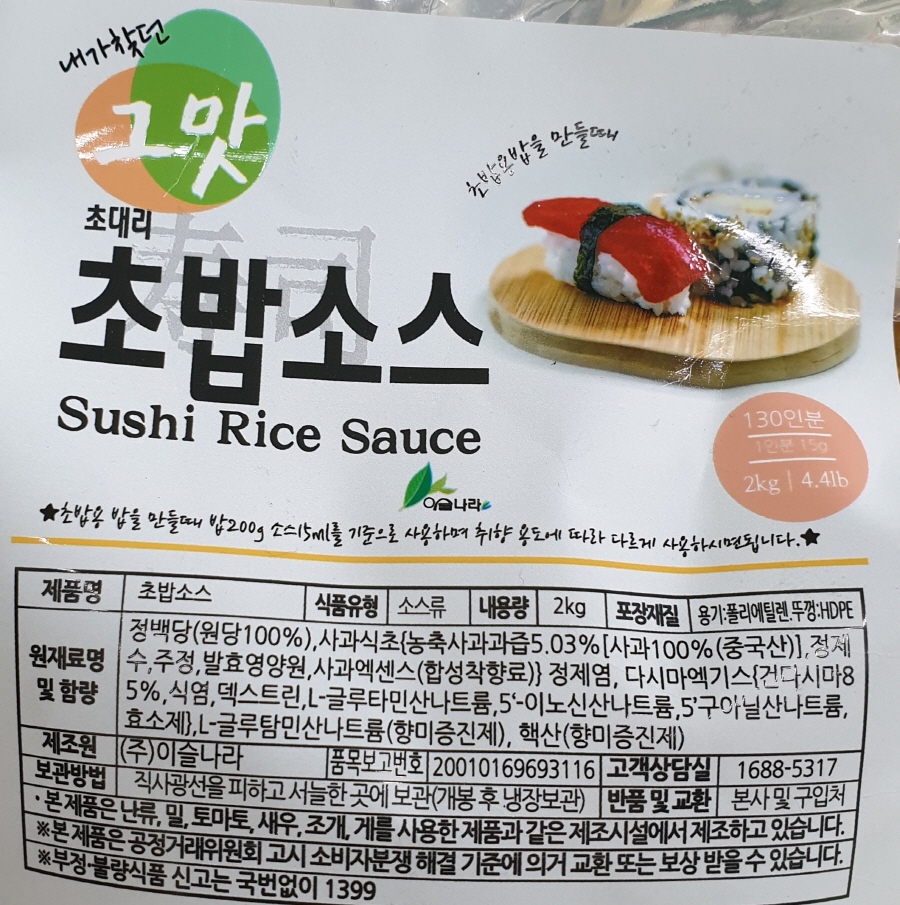 내가찾던
그맛
초밥용밥을 만들때
초대리
寿司
초밥소스
Sushi Rice Sauce
130인분
1인분 15g
2kg | 4.4lb
이슬나라
★초밥용 밥을 만들때 밥200g 소스15ml를 기준으로 사용하며 취향 용도에 따라 다르게 사용하시면됩니다.★
제품명 초밥소스 식품유형 소스류 내용량 2kg 포장재질 용기:폴리에틸렌.뚜껑:HDPE
원재료명 및 함량
정백당(원당100%),사과식초{농축사과과즙5.03%[사과100%(중국산)],정제
수,주정,발효영양원,사과엑센스(합성착향료)} 정제염, 다시마엑기스{건다시마8
5%,식염,덱스트린,L-글루타민산나트륨,5'-이노신산나트륨,5'구아닐산나트륨,
효소제},L-글루탐민산나트륨(향미증진제), 핵산(향미증진제)
제조원 (주)이슬나라 품목보고번호 20010169693116 고객상담실 1688-5317
보관방법 직사광선을 피하고 서늘한 곳에 보관(개봉 후 냉장보관) 반품 및 교환 본사 및 구입처
·본 제품은 난류, 밀, 토마토, 새우, 조개, 게를 사용한 제품과 같은 제조시설에서 제조하고 있습니다.
※본 제품은 공정거래위원회 고시 소비자분쟁 해결 기준에 의거 교환 또는 보상 받을 수 있습니다.
※부정·불량식품 신고는 국번없이 1399